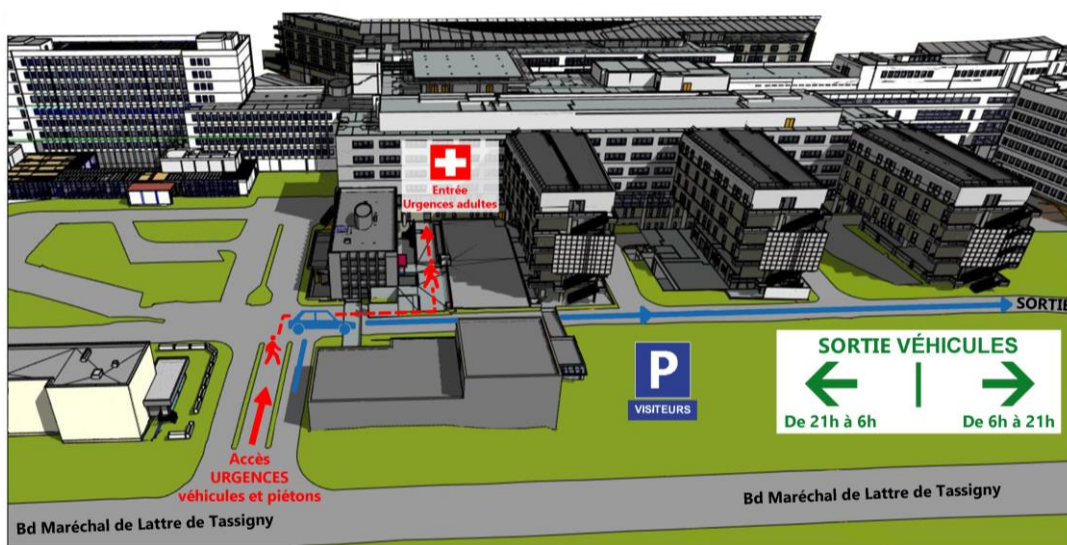 Entrée
Urgences adultes
SORTIE
P
VISITEURS
SORTIE VÉHICULES
De 21h à 6h
De 6h à 21h
Accès
URGENCES
véhicules et piétons
Bd Maréchal de Lattre de Tassigny
Bd Maréchal de Lattre de Tassigny